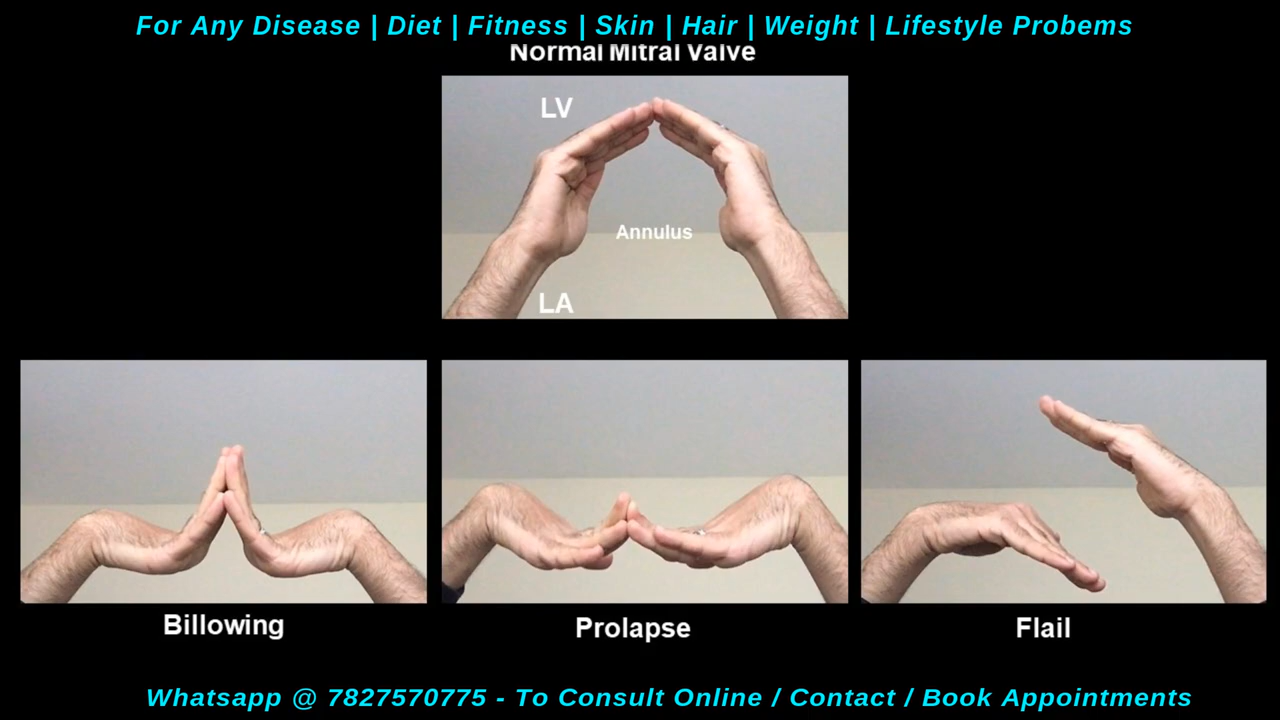 For Any Disease | Diet | Fitness | Skin | Hair | Weight | Lifestyle Probems
Normal Mitral Valve
LV
Annulus
LA
Billowing
Prolapse
Flail
Whatsapp @ 7827570775 - To Consult Online / Contact / Book Appointments